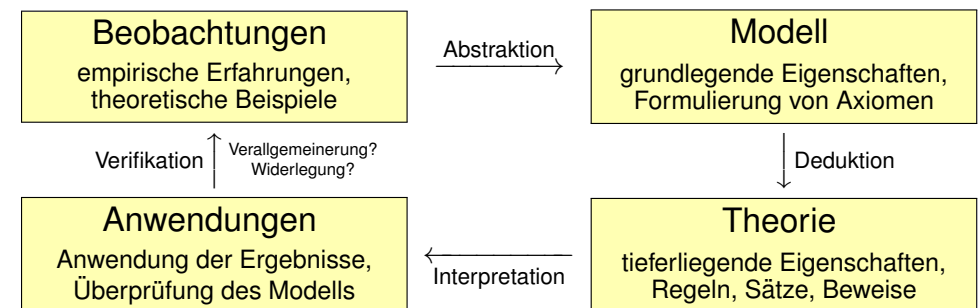 Beobachtungen
empirische Erfahrungen,
theoretische Beispiele
Abstraktion
Modell
grundlegende Eigenschaften,
Formulierung von Axiomen
Verifikation
Verallgemeinerung?
Widerlegung?
Deduktion
Anwendungen
Anwendung der Ergebnisse,
Überprüfung des Modells
Interpretation
Theorie
tieferliegende Eigenschaften,
Regeln, Sätze, Beweise